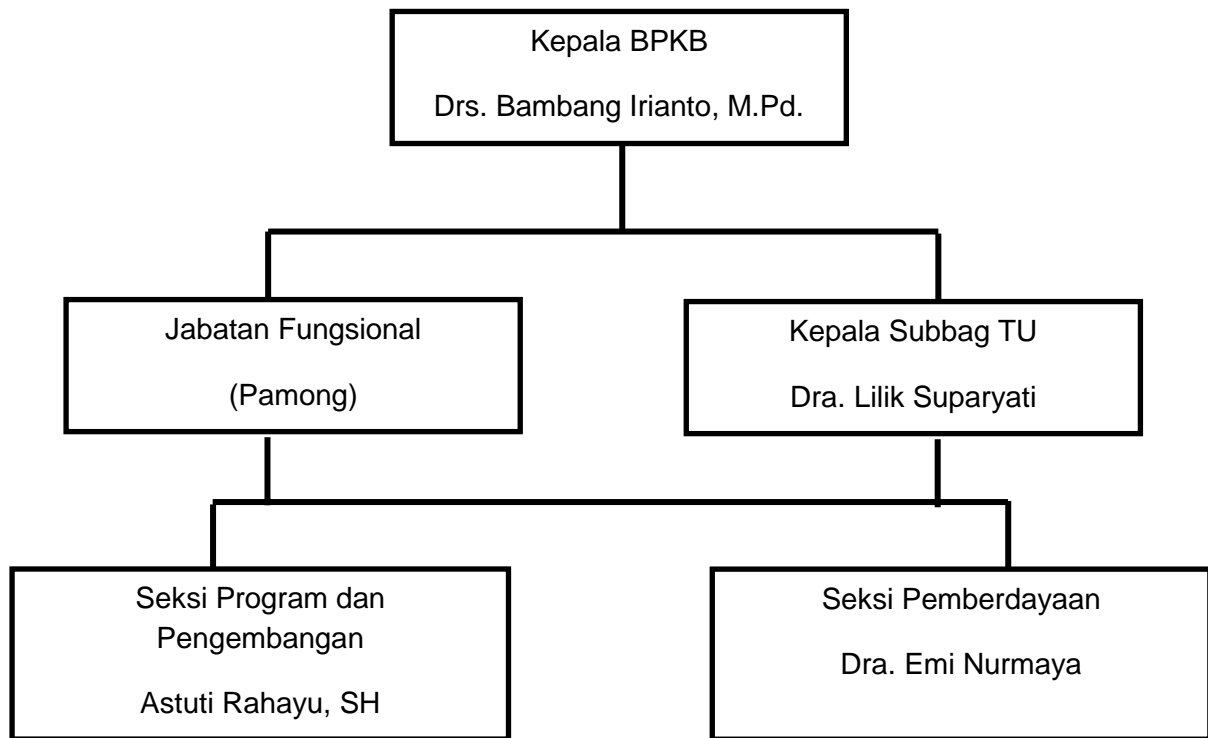 Kepala BPKB
Drs. Bambang Irianto, M.Pd.
Jabatan Fungsional
(Pamong)
Kepala Subbag TU
Dra. Lilik Suparyati
Seksi Program dan
Pengembangan
Astuti Rahayu, SH
Seksi Pemberdayaan
Dra. Emi Nurmaya